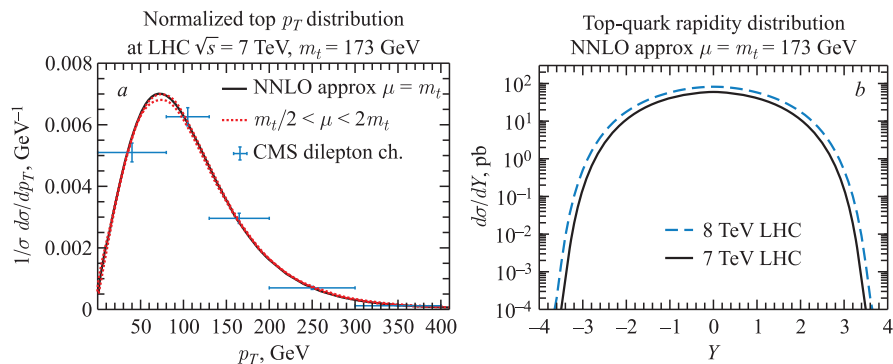 Normalized top p_T distribution
at LHC √s = 7 TeV, m_t = 173 GeV
a
NNLO approx μ = m_t
m_t/2 < μ < 2m_t
CMS dilepton ch.
1/σ dσ/dp_T, GeV⁻¹
0.008
0.006
0.004
0.002
0
50 100 150 200 250 300 350 400
p_T, GeV
Top-quark rapidity distribution
NNLO approx μ = m_t = 173 GeV
b
8 TeV LHC
7 TeV LHC
dσ/dY, pb
10²
10¹
10⁰
10⁻¹
10⁻²
10⁻³
10⁻⁴
–4 –3 –2 –1 0 1 2 3 4
Y